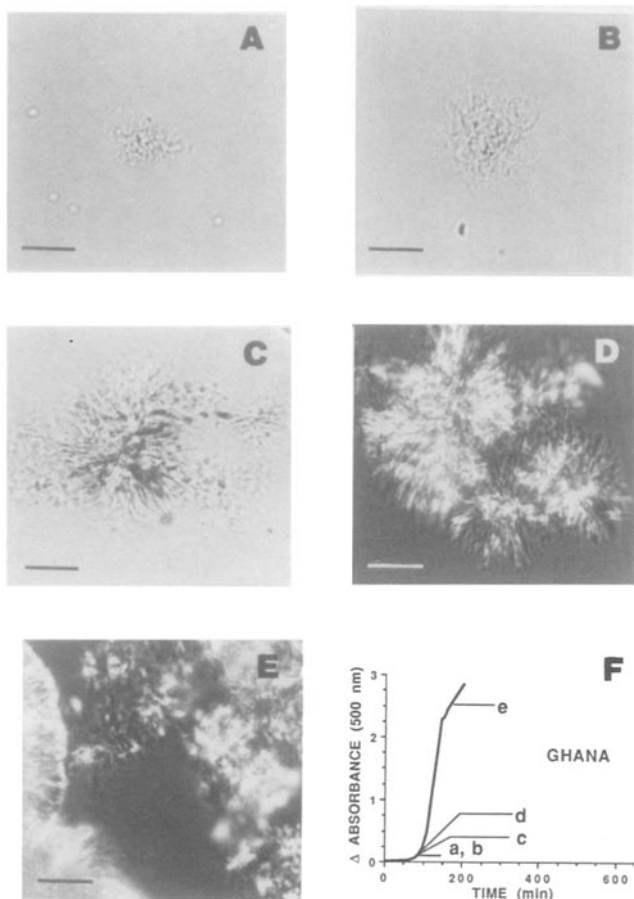 A
B
C
D
E
F
3
2
1
0
Δ ABSORBANCE (500 nm)
e
GHANA
d
c
a, b
0
200
400
600
TIME (min)